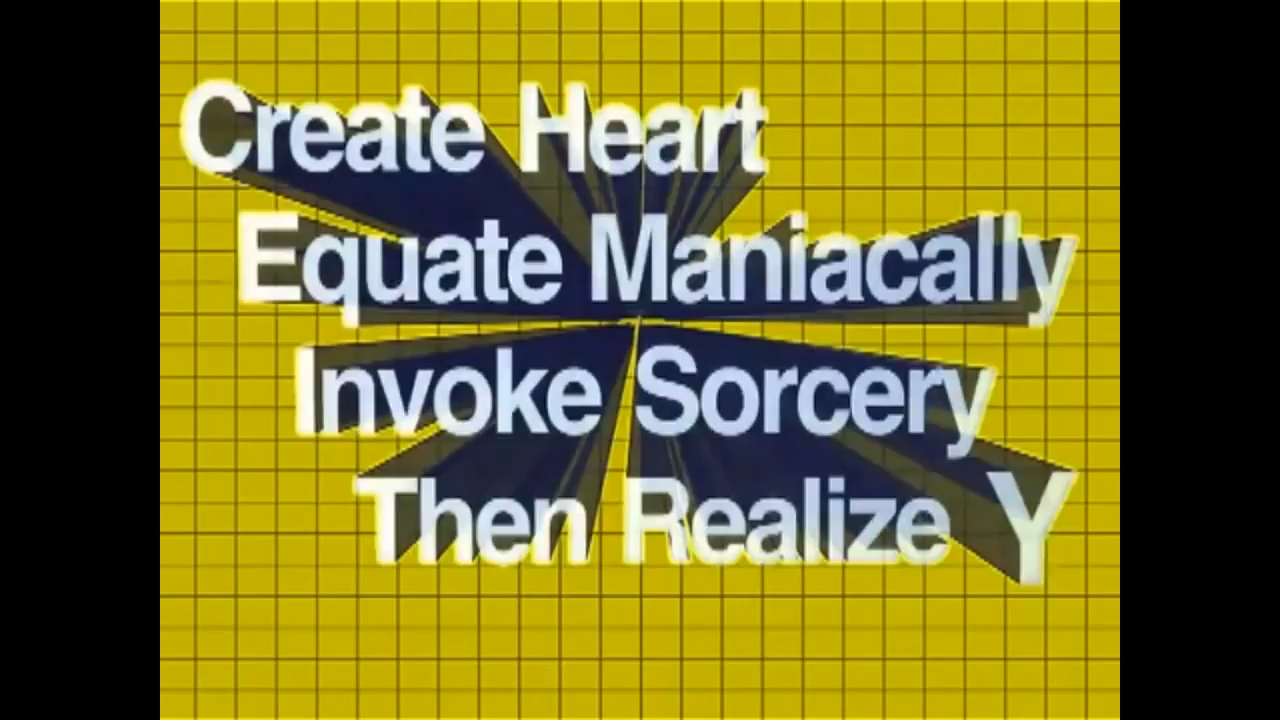 Create Heart
Equate Maniacally
Invoke Sorcery
Then Realize Y